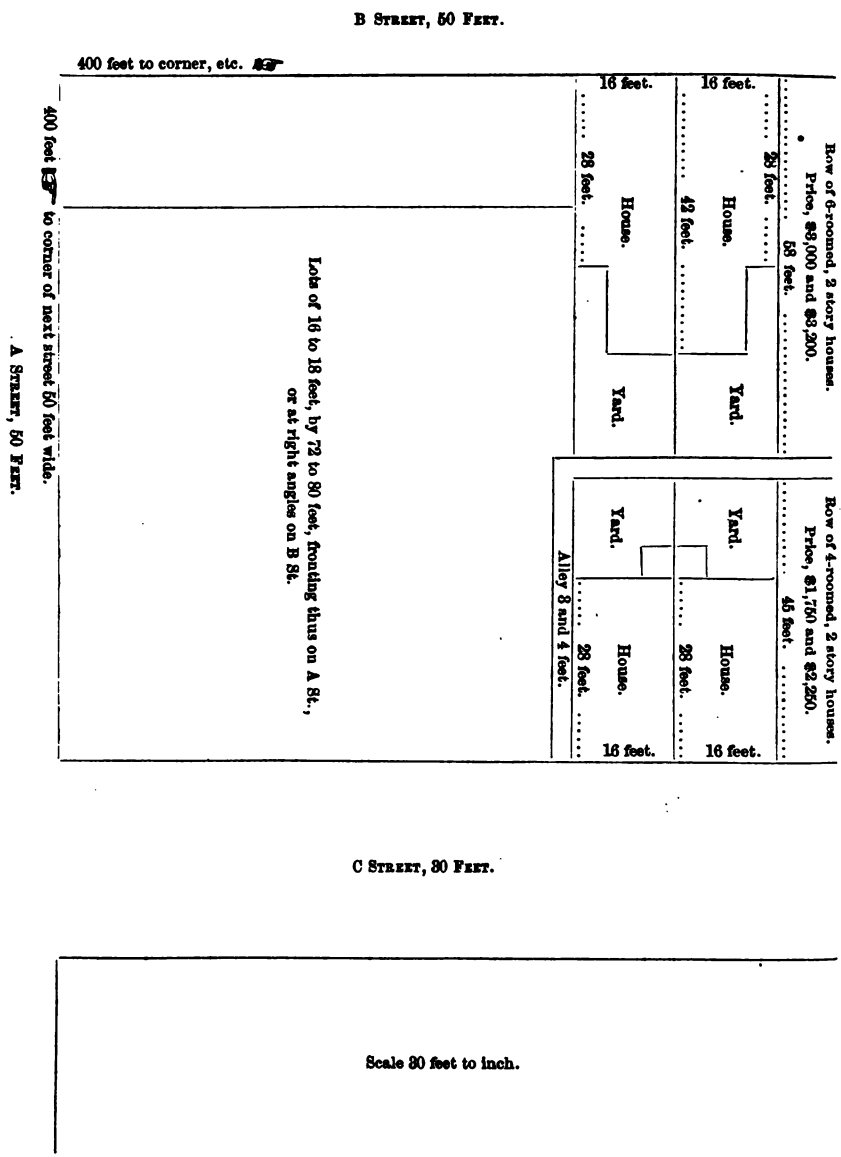 B STREET, 50 FEET.
400 feet to corner, etc. ☞
16 feet.
16 feet.
Row of 6-roomed, 2 story houses.
Price, $3,000 and $3,200.
58 feet.
28 feet.
House.
42 feet.
House.
28 feet.
Yard.
Yard.
400 feet ☞ to corner of next street 50 feet wide.
A STREET, 50 FEET.
Lots of 16 to 18 feet, by 72 to 80 feet, fronting thus on A St.,
or at right angles on B St.
Row of 4-roomed, 2 story houses.
Price, $1,750 and $2,250.
45 feet.
Yard.
Yard.
House.
28 feet.
House.
28 feet.
Alley 3 and 4 feet.
16 feet.
16 feet.
C STREET, 30 FEET.
Scale 30 feet to inch.